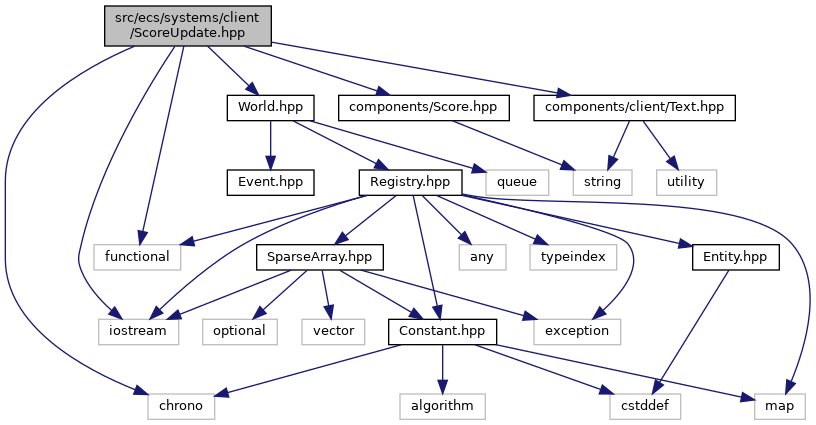 src/ecs/systems/client
/ScoreUpdate.hpp
World.hpp
components/Score.hpp
components/client/Text.hpp
Event.hpp
Registry.hpp
queue
string
utility
functional
SparseArray.hpp
any
typeindex
Entity.hpp
iostream
optional
vector
Constant.hpp
exception
chrono
algorithm
cstddef
map